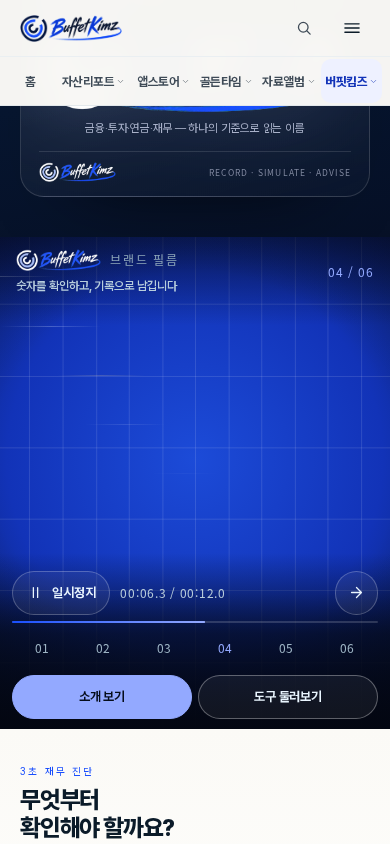 BuffetKimz
홈 자산리포트 앱스토어 골든타임 자료앨범 버핏킴즈
금융·투자·연금·재무 — 하나의 기준으로 읽는 이름
BuffetKimz RECORD · SIMULATE · ADVISE
BuffetKimz 브랜드 필름
04 / 06
숫자를 확인하고, 기록으로 남깁니다
일시정지 00:06.3 / 00:12.0
01 02 03 04 05 06
소개 보기 도구 둘러보기
3초 재무 진단
무엇부터
확인해야 할까요?